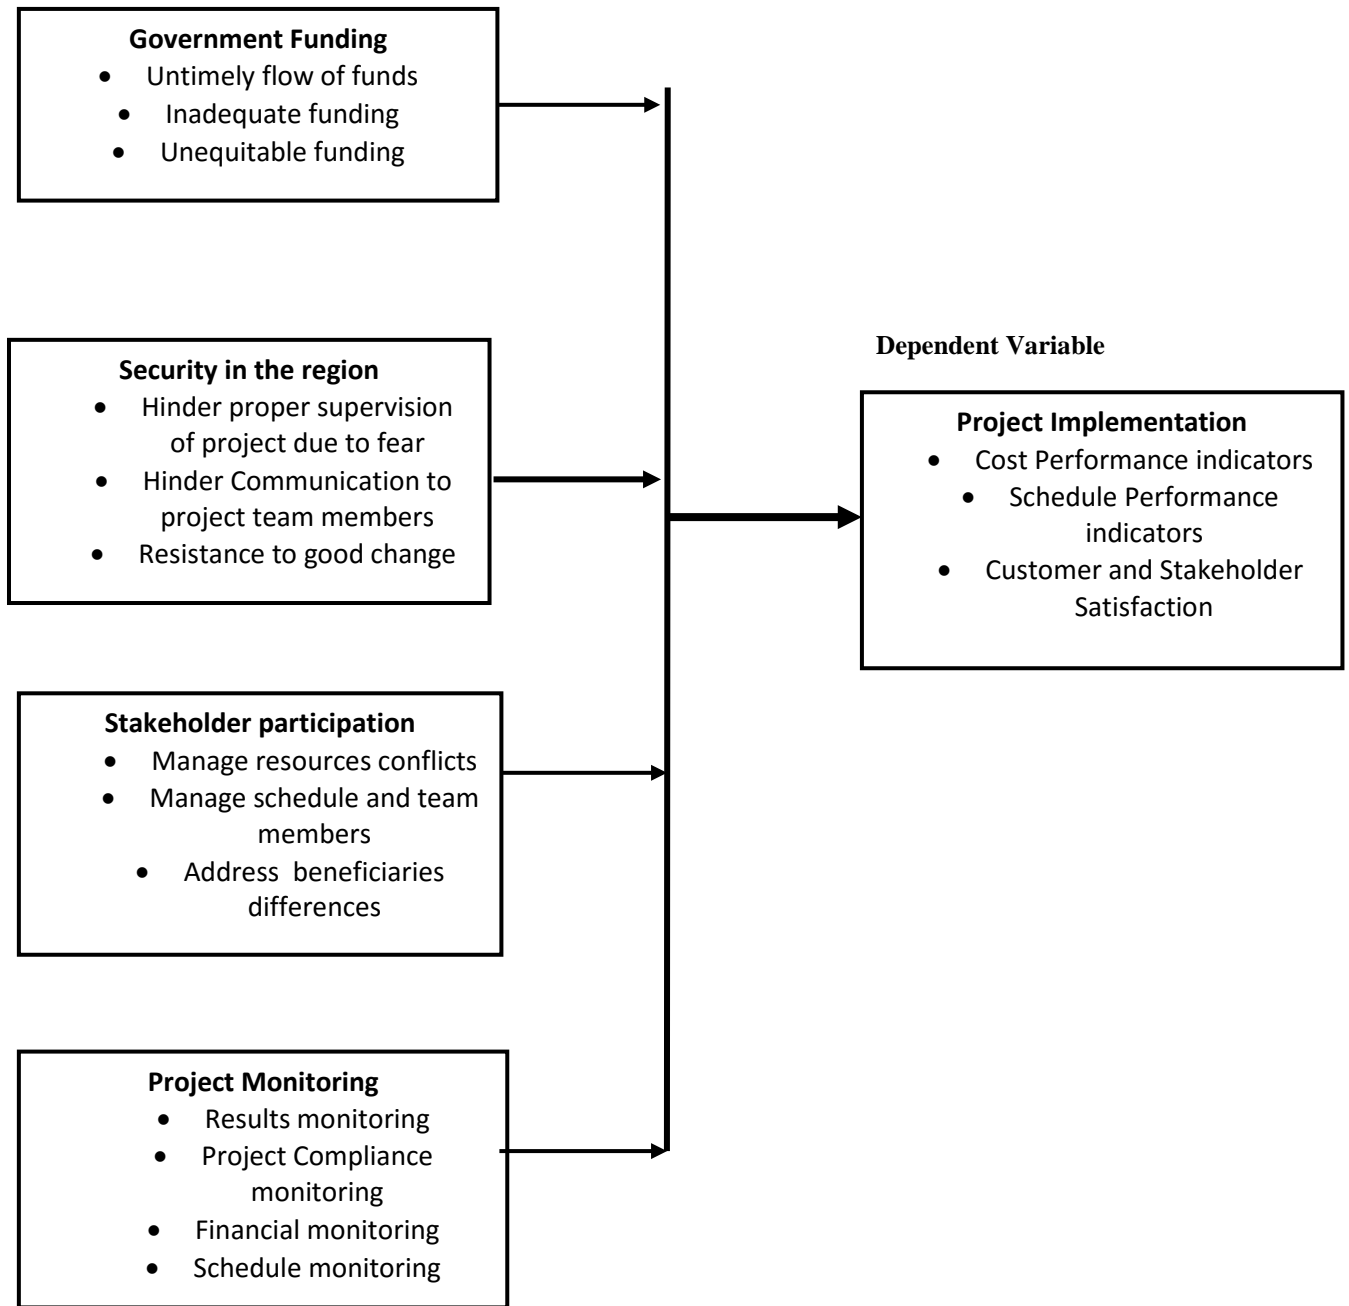 Government Funding
• Untimely flow of funds
• Inadequate funding
• Unequitable funding
Security in the region
• Hinder proper supervision
of project due to fear
• Hinder Communication to
project team members
• Resistance to good change
Stakeholder participation
• Manage resources conflicts
• Manage schedule and team
members
• Address beneficiaries
differences
Project Monitoring
• Results monitoring
• Project Compliance
monitoring
• Financial monitoring
• Schedule monitoring
Dependent Variable
Project Implementation
• Cost Performance indicators
• Schedule Performance
indicators
• Customer and Stakeholder
Satisfaction